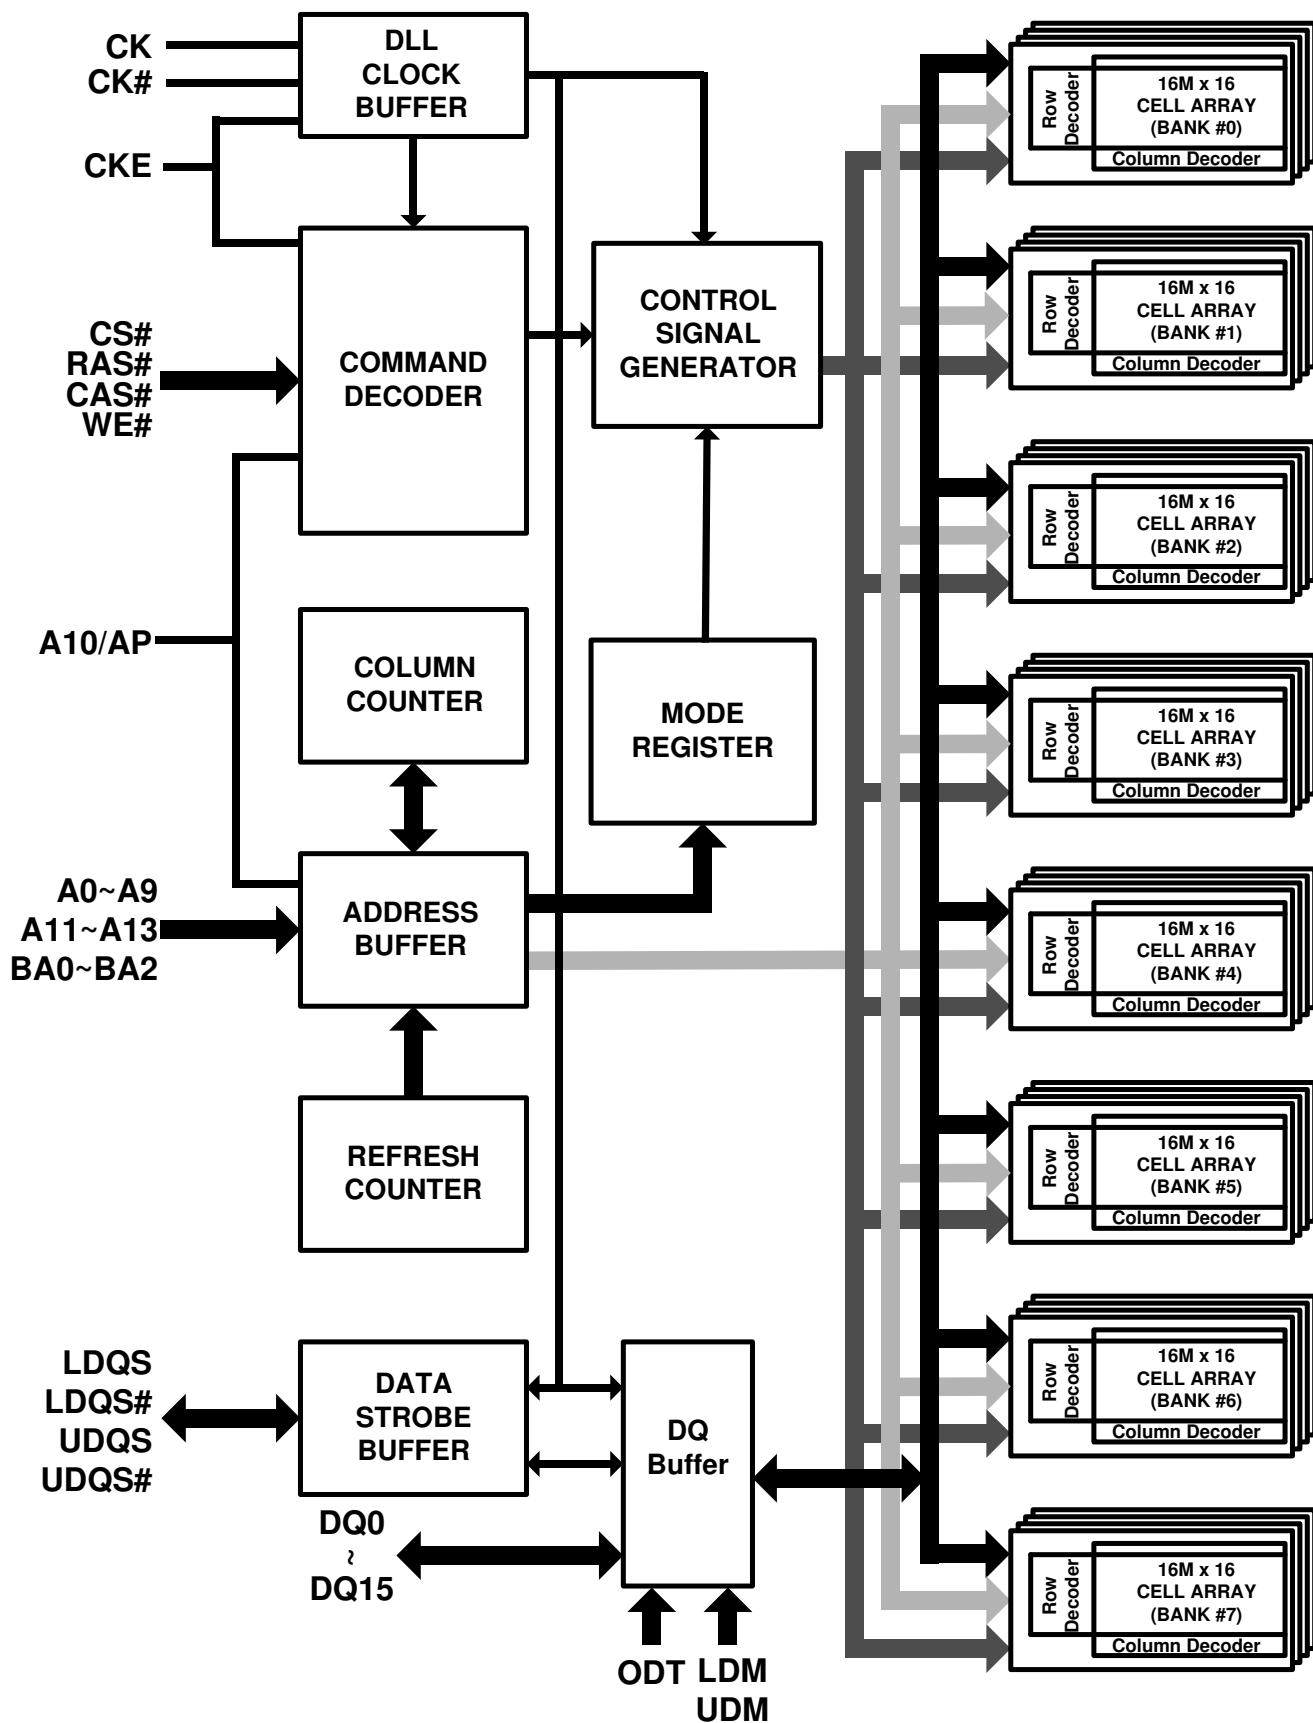 CK
CK#
CKE
CS#
RAS#
CAS#
WE#
A10/AP
A0~A9
A11~A13
BA0~BA2
LDQS
LDQS#
UDQS
UDQS#
DLL
CLOCK
BUFFER
COMMAND
DECODER
COLUMN
COUNTER
ADDRESS
BUFFER
REFRESH
COUNTER
DATA
STROBE
BUFFER
DQ0
~
DQ15
CONTROL
SIGNAL
GENERATOR
MODE
REGISTER
DQ
Buffer
ODT
LDM
UDM
Row
Decoder
16M x 16
CELL ARRAY
(BANK #0)
Column Decoder
Row
Decoder
16M x 16
CELL ARRAY
(BANK #1)
Column Decoder
Row
Decoder
16M x 16
CELL ARRAY
(BANK #2)
Column Decoder
Row
Decoder
16M x 16
CELL ARRAY
(BANK #3)
Column Decoder
Row
Decoder
16M x 16
CELL ARRAY
(BANK #4)
Column Decoder
Row
Decoder
16M x 16
CELL ARRAY
(BANK #5)
Column Decoder
Row
Decoder
16M x 16
CELL ARRAY
(BANK #6)
Column Decoder
Row
Decoder
16M x 16
CELL ARRAY
(BANK #7)
Column Decoder